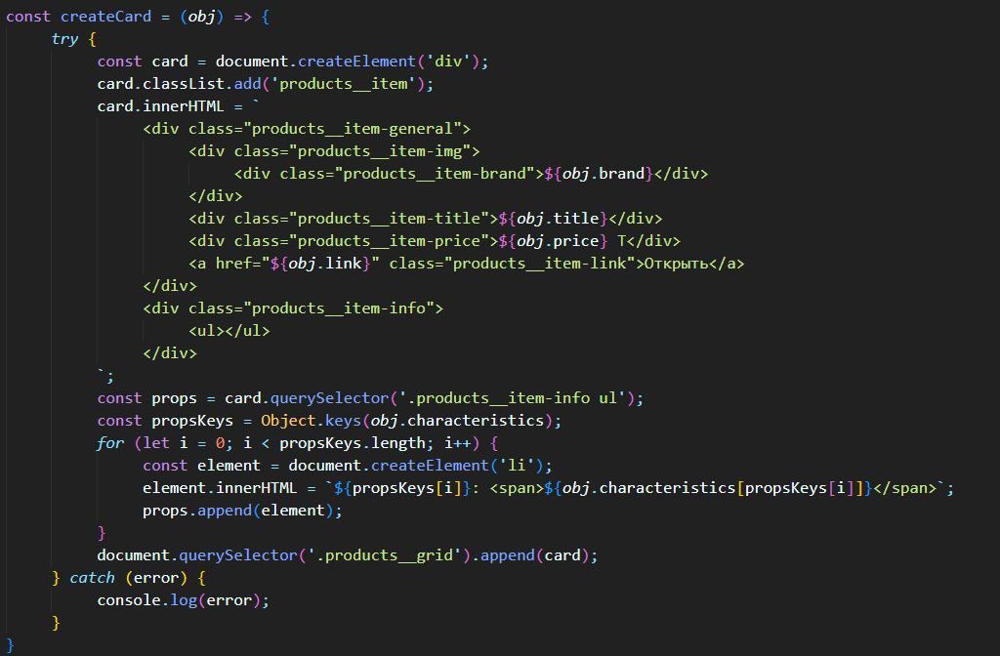 const createCard = (obj) => {
try {
const card = document.createElement('div');
card.classList.add('products__item');
card.innerHTML = `
<div class="products__item-general">
<div class="products__item-img">
<div class="products__item-brand">${obj.brand}</div>
</div>
<div class="products__item-title">${obj.title}</div>
<div class="products__item-price">${obj.price} T</div>
<a href="${obj.link}" class="products__item-link">Открыть</a>
</div>
<div class="products__item-info">
<ul></ul>
</div>
`;
const props = card.querySelector('.products__item-info ul');
const propsKeys = Object.keys(obj.characteristics);
for (let i = 0; i < propsKeys.length; i++) {
const element = document.createElement('li');
element.innerHTML = `${propsKeys[i]}: <span>${obj.characteristics[propsKeys[i]]}</span>`;
props.append(element);
}
document.querySelector('.products__grid').append(card);
} catch (error) {
console.log(error);
}
}